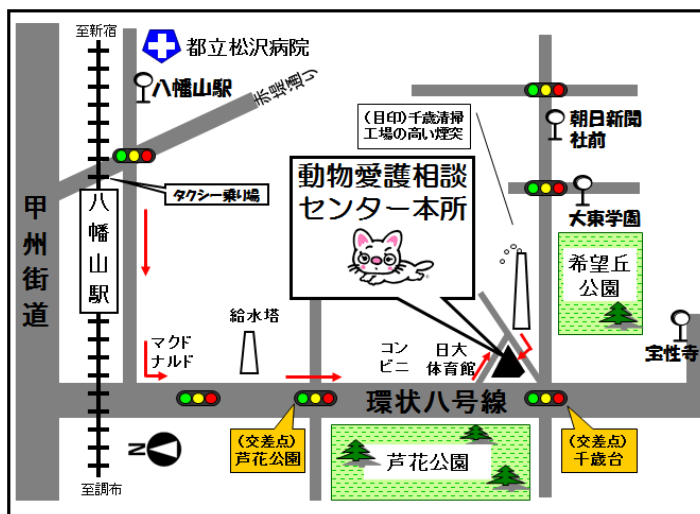 至新宿
都立松沢病院
八幡山駅
赤堤通り
(目印)千歳清掃
工場の高い煙突
朝日新聞
社前
動物愛護相談
センター本所
タクシー乗り場
大東学園
甲州街道
八幡山駅
希望丘
公園
給水塔
マクド
ナルド
コン
ビニ
日大
体育館
宝性寺
環状八号線
(交差点)
芦花公園
芦花公園
(交差点)
千歳台
N
至調布